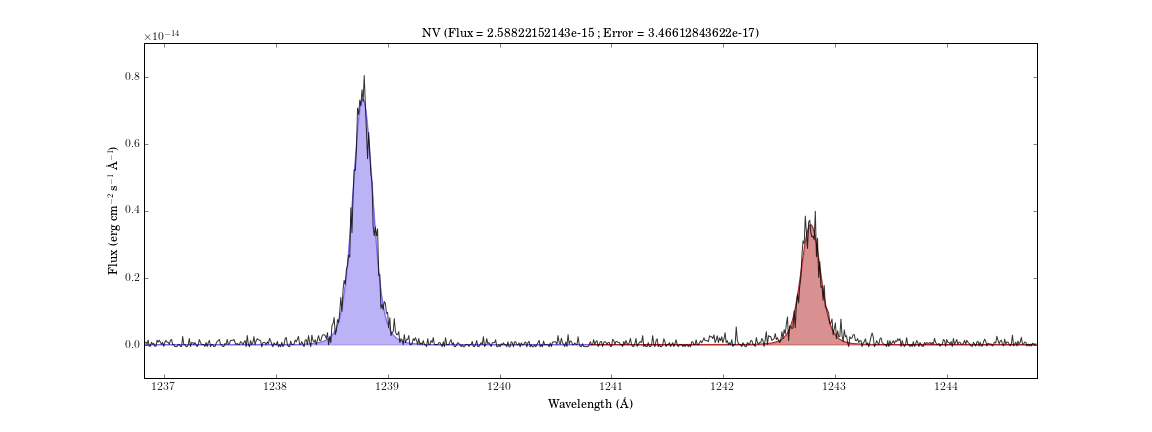 NV (Flux = 2.58822152143e-15 ; Error = 3.46612843622e-17)
×10⁻¹⁴
0.8
0.6
0.4
0.2
0.0
Flux (erg cm⁻² s⁻¹ Å⁻¹)
1237 1238 1239 1240 1241 1242 1243 1244
Wavelength (Å)